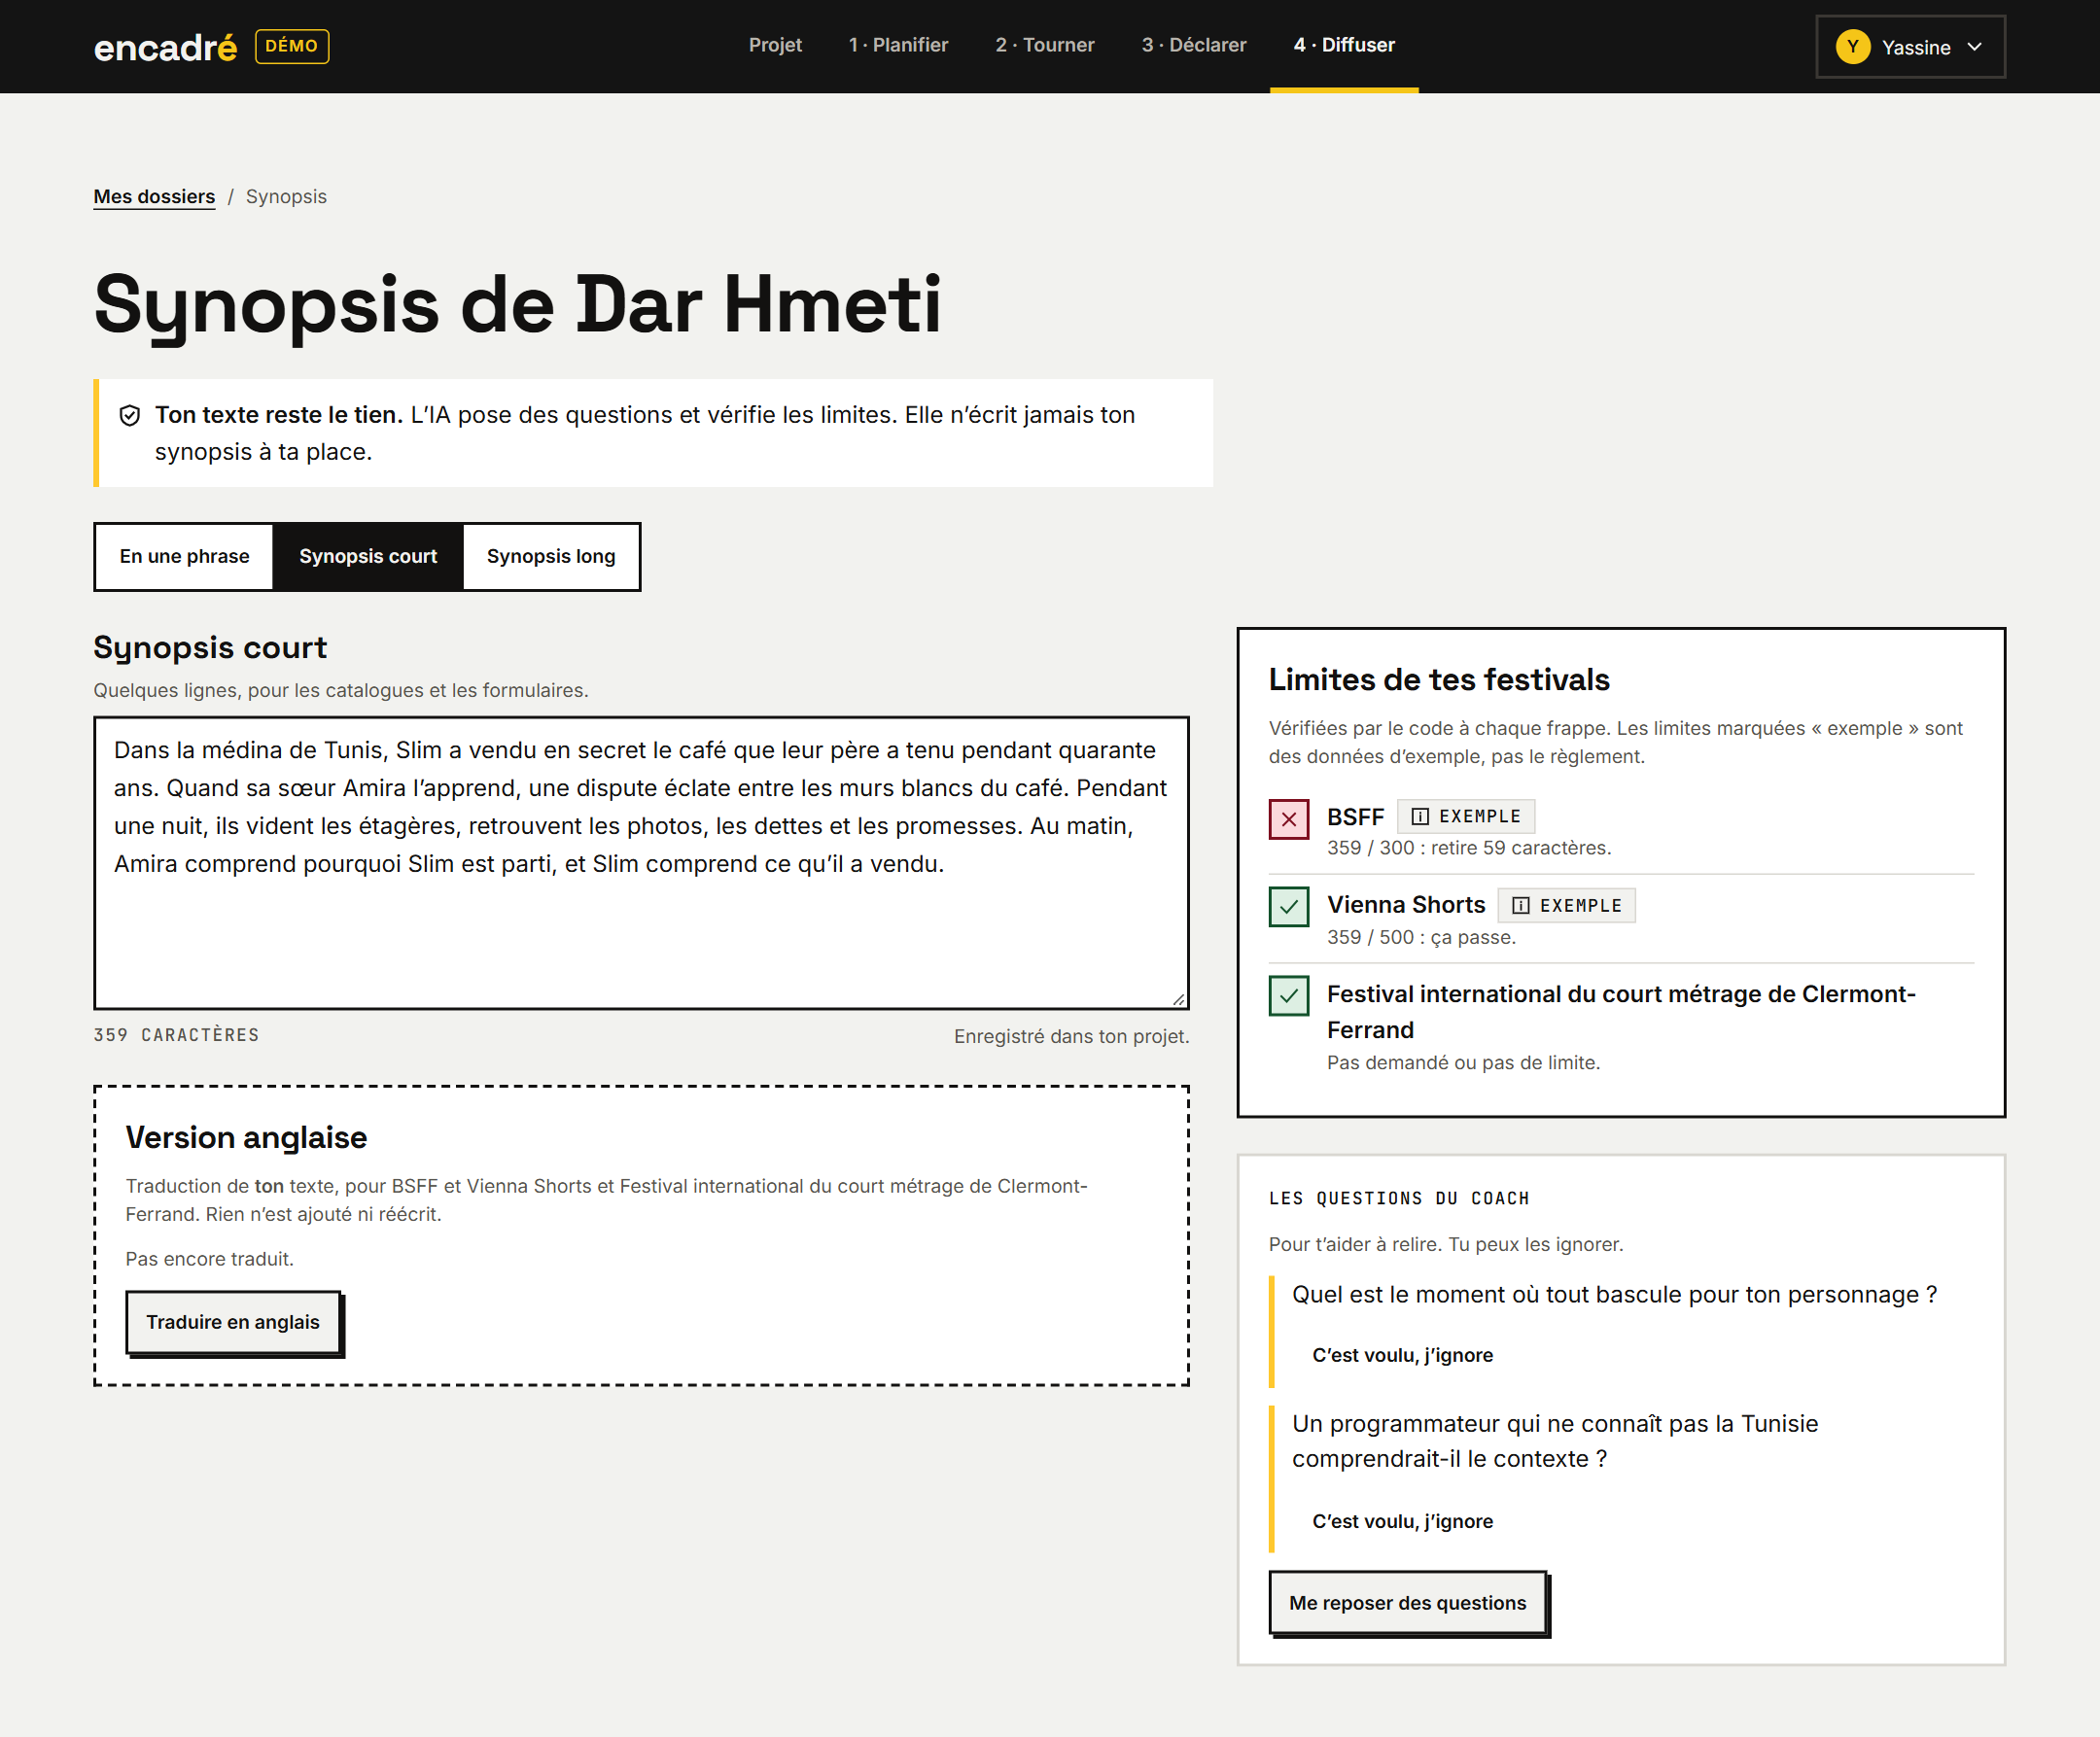 encadré
DÉMO
Projet
1 · Planifier
2 · Tourner
3 · Déclarer
4 · Diffuser
Y
Yassine
Mes dossiers / Synopsis
Synopsis de Dar Hmeti
Ton texte reste le tien. L’IA pose des questions et vérifie les limites. Elle n’écrit jamais ton
synopsis à ta place.
En une phrase
Synopsis court
Synopsis long
Synopsis court
Quelques lignes, pour les catalogues et les formulaires.
Dans la médina de Tunis, Slim a vendu en secret le café que leur père a tenu pendant quarante
ans. Quand sa sœur Amira l’apprend, une dispute éclate entre les murs blancs du café. Pendant
une nuit, ils vident les étagères, retrouvent les photos, les dettes et les promesses. Au matin,
Amira comprend pourquoi Slim est parti, et Slim comprend ce qu’il a vendu.
359 CARACTÈRES
Enregistré dans ton projet.
Version anglaise
Traduction de ton texte, pour BSFF et Vienna Shorts et Festival international du court métrage de Clermont-
Ferrand. Rien n’est ajouté ni réécrit.
Pas encore traduit.
Traduire en anglais
Limites de tes festivals
Vérifiées par le code à chaque frappe. Les limites marquées « exemple » sont
des données d’exemple, pas le règlement.
BSFF
EXEMPLE
359 / 300 : retire 59 caractères.
Vienna Shorts
EXEMPLE
359 / 500 : ça passe.
Festival international du court métrage de Clermont-
Ferrand
Pas demandé ou pas de limite.
LES QUESTIONS DU COACH
Pour t’aider à relire. Tu peux les ignorer.
Quel est le moment où tout bascule pour ton personnage ?
C’est voulu, j’ignore
Un programmateur qui ne connaît pas la Tunisie
comprendrait-il le contexte ?
C’est voulu, j’ignore
Me reposer des questions